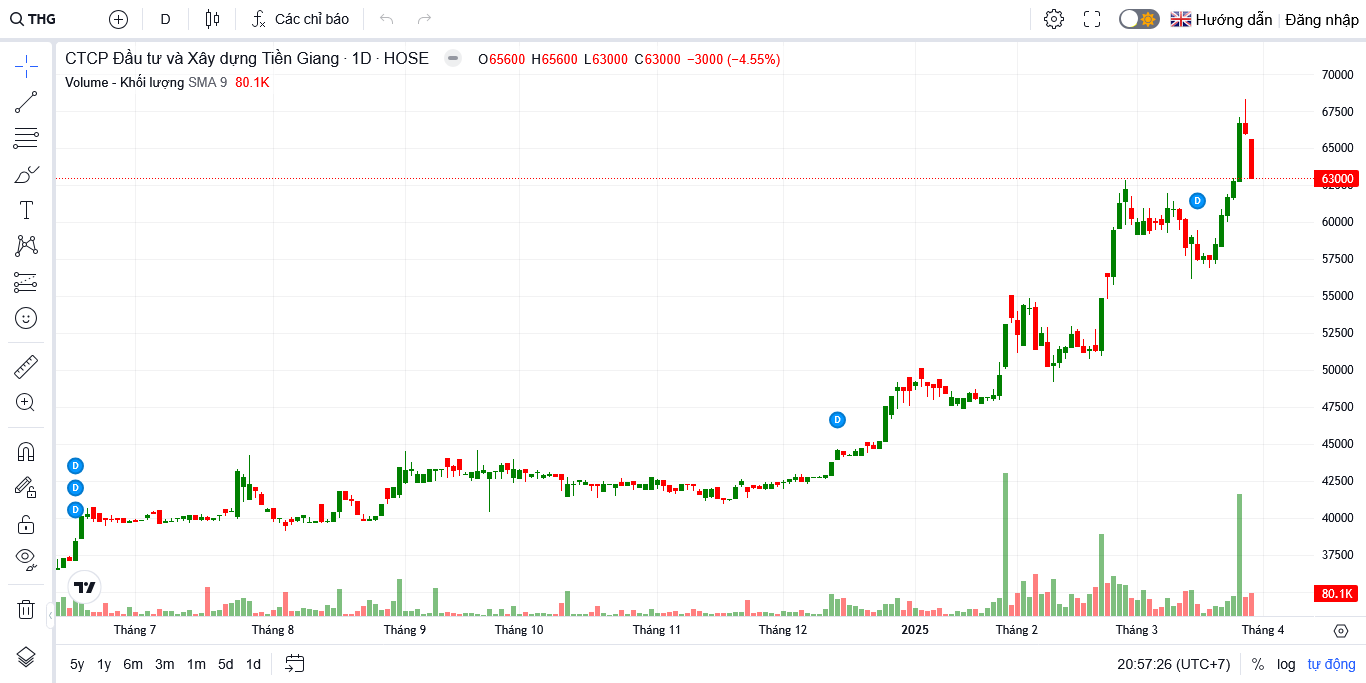 THG D Các chỉ báo Hướng dẫn Đăng nhập
CTCP Đầu tư và Xây dựng Tiền Giang · 1D · HOSE O65600 H65600 L63000 C63000 −3000 (−4.55%)
Volume - Khối lượng SMA 9 80.1K
70000
67500
65000
63000
60000
57500
55000
52500
50000
47500
45000
42500
40000
37500
80.1K
D
D
D
D
D
Tháng 7 Tháng 8 Tháng 9 Tháng 10 Tháng 11 Tháng 12 2025 Tháng 2 Tháng 3 Tháng 4
5y 1y 6m 3m 1m 5d 1d 20:57:26 (UTC+7) % log tự động